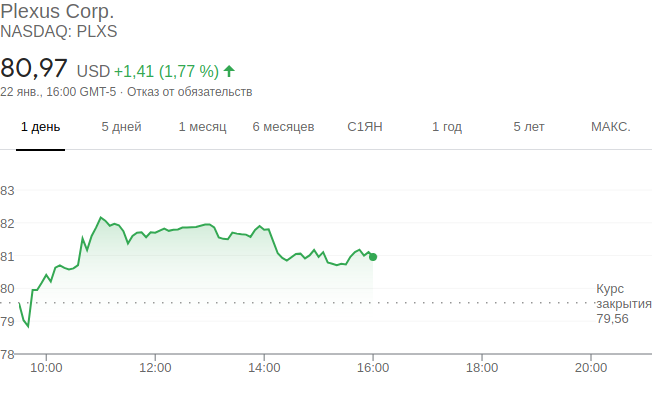 Plexus Corp.
NASDAQ: PLXS
80,97 USD +1,41 (1,77 %)
22 янв., 16:00 GMT-5 · Отказ от обязательств
1 день 5 дней 1 месяц 6 месяцев С1ЯН 1 год 5 лет МАКС.
83
82
81
80
79
78
Курс
закрытия
79,56
10:00 12:00 14:00 16:00 18:00 20:00